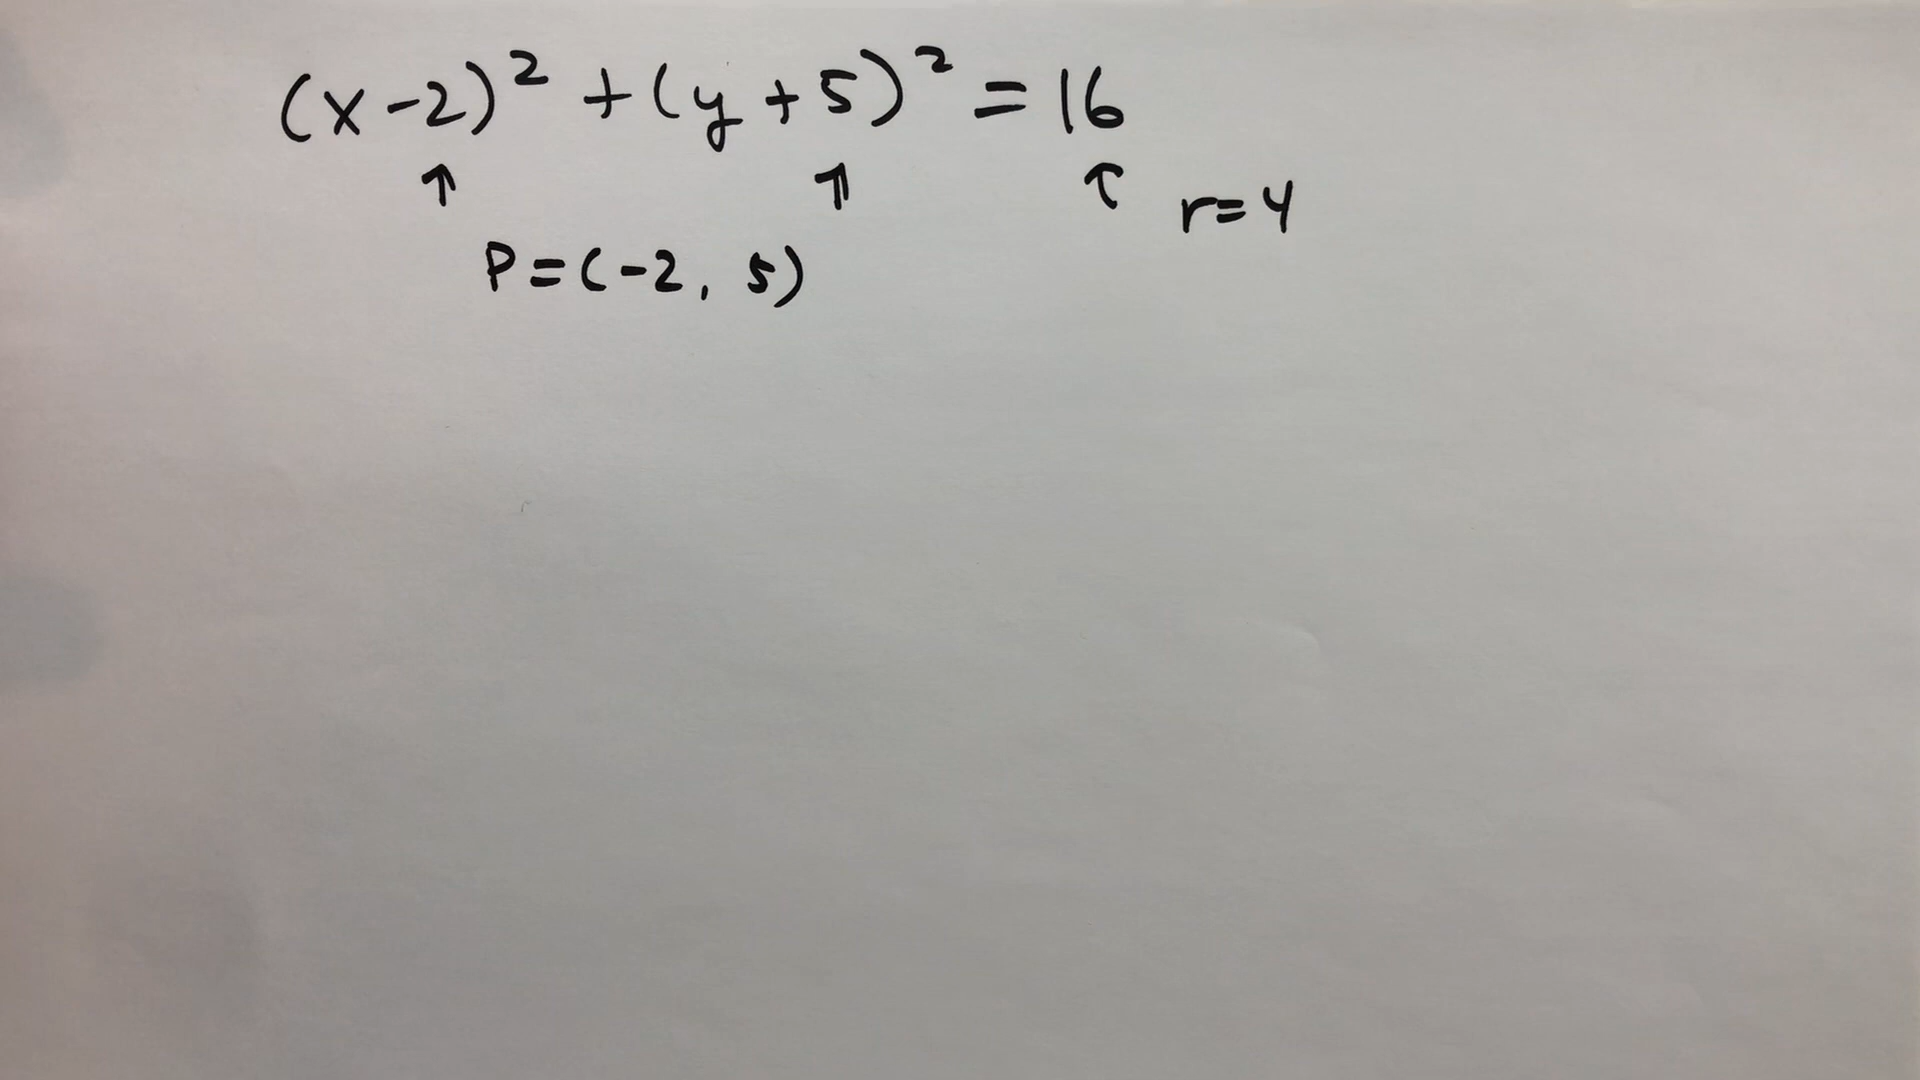 (x-2)² + (y+5)² = 16
↑ ↑ ↑ r=4
P=(-2, 5)